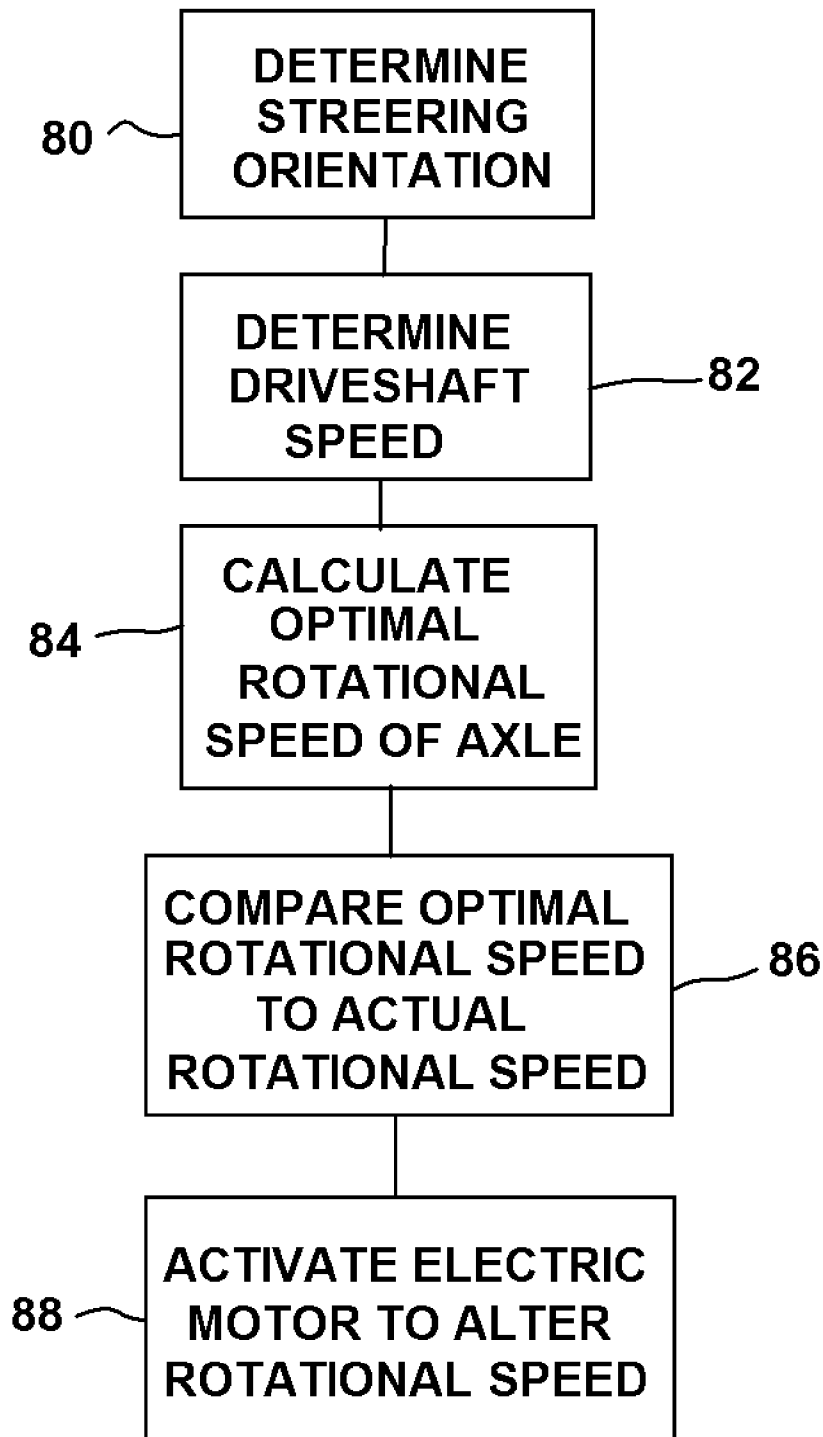 DETERMINE
STREERING
ORIENTATION
80
DETERMINE
DRIVESHAFT
SPEED
82
CALCULATE
OPTIMAL
ROTATIONAL
SPEED OF AXLE
84
COMPARE OPTIMAL
ROTATIONAL SPEED
TO ACTUAL
ROTATIONAL SPEED
86
ACTIVATE ELECTRIC
MOTOR TO ALTER
ROTATIONAL SPEED
88